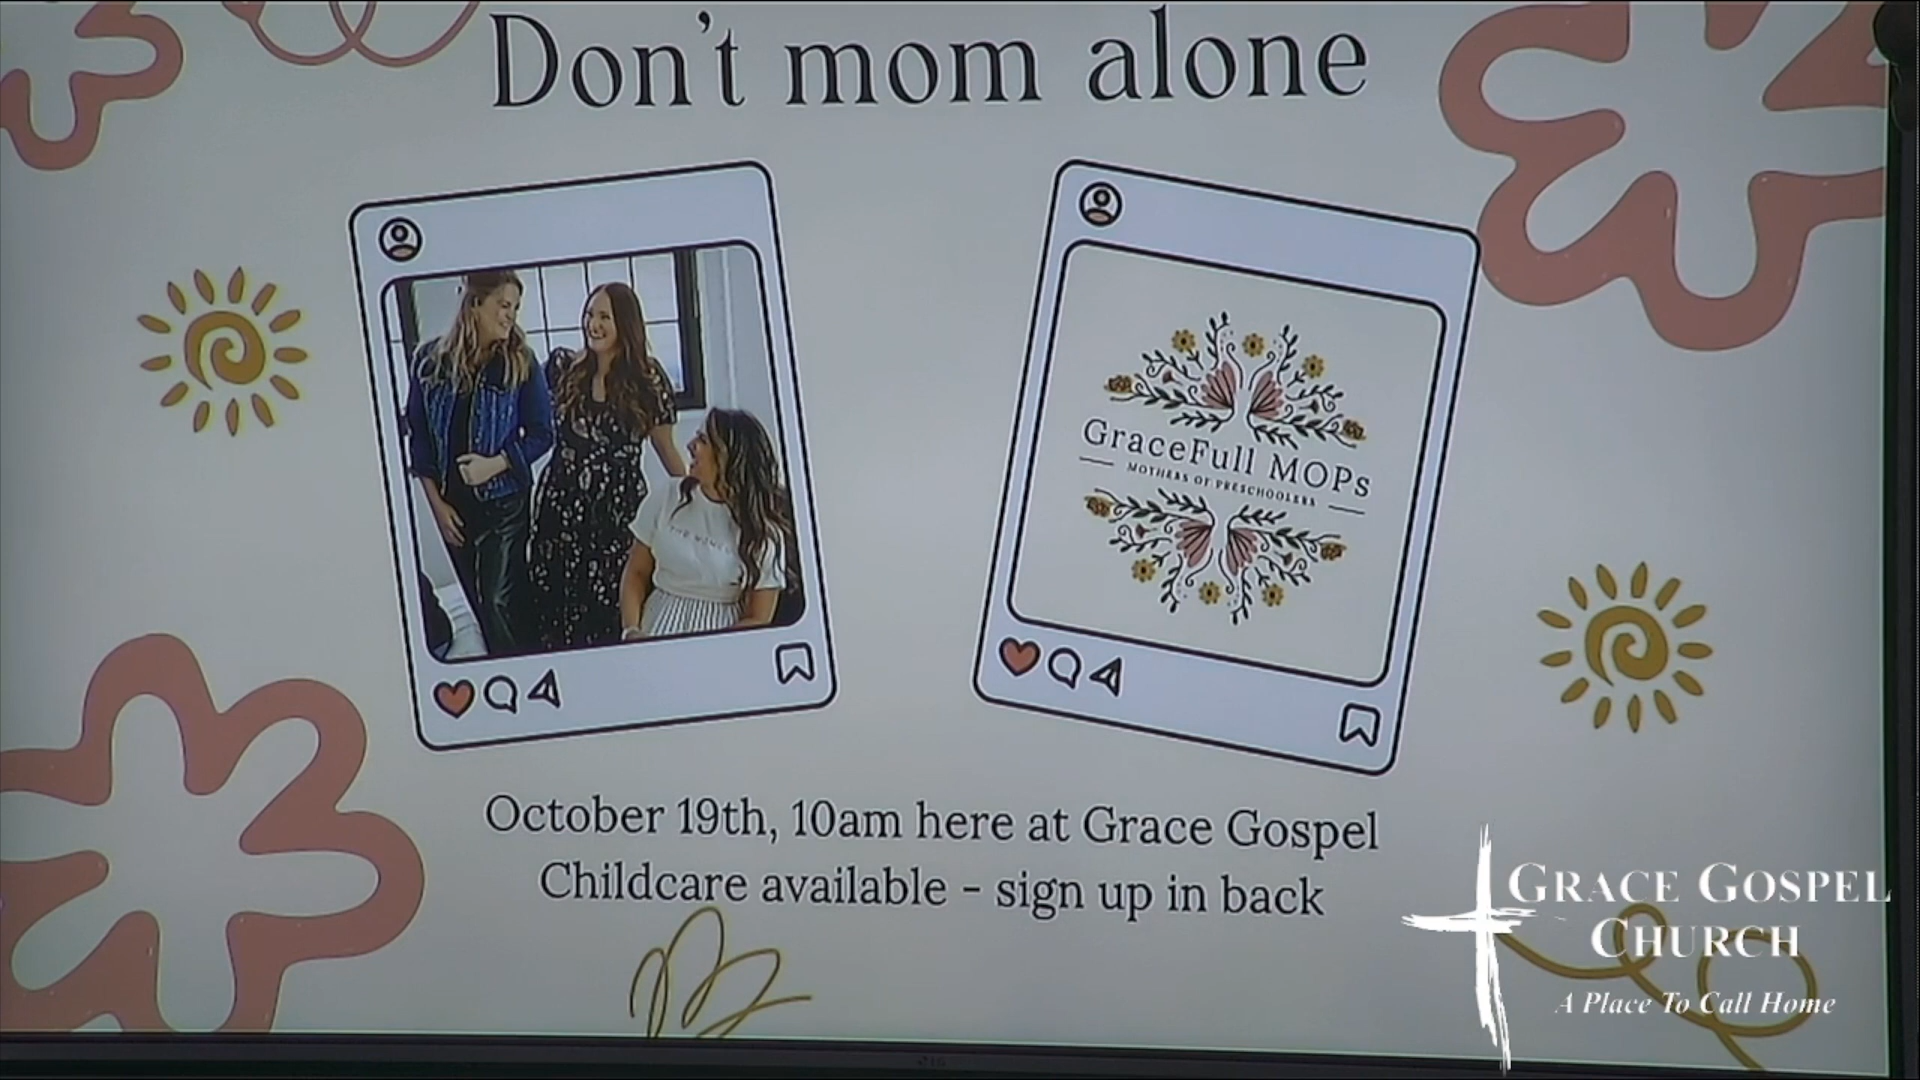 Don't mom alone
GraceFull MOPs
MOTHERS OF PRESCHOOLERS
October 19th, 10am here at Grace Gospel
Childcare available - sign up in back
GRACE GOSPEL
CHURCH
A Place To Call Home